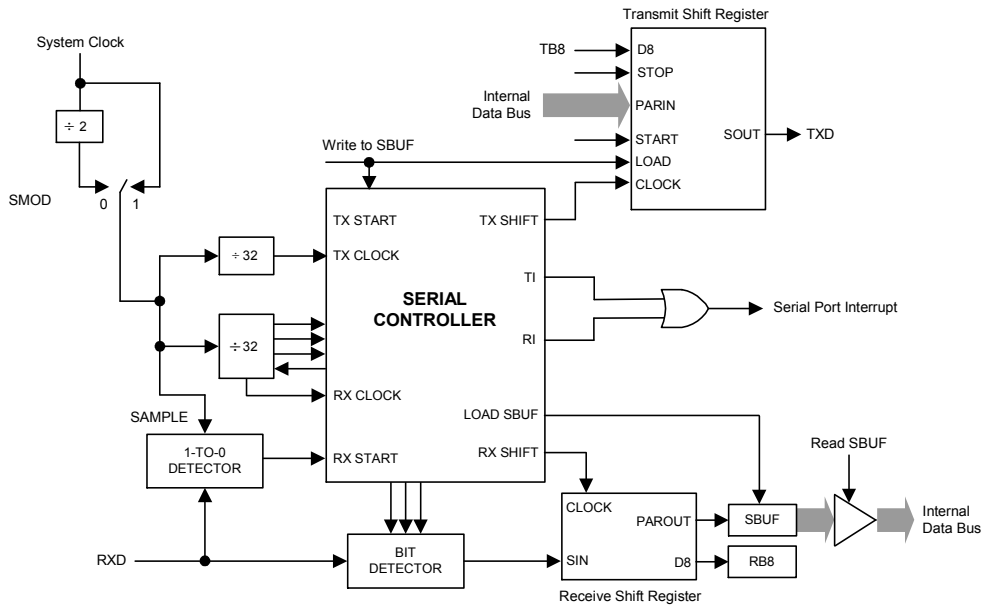 Transmit Shift Register
System Clock
TB8
D8
STOP
Internal
Data Bus
PARIN
÷ 2
START
SOUT
TXD
Write to SBUF
LOAD
CLOCK
SMOD
0
1
TX START
TX SHIFT
÷ 32
TX CLOCK
TI
SERIAL
CONTROLLER
Serial Port Interrupt
÷ 32
RI
RX CLOCK
SAMPLE
LOAD SBUF
1-TO-0
DETECTOR
RX START
RX SHIFT
Read SBUF
CLOCK
PAROUT
SBUF
Internal
Data Bus
RXD
BIT
DETECTOR
SIN
D8
RB8
Receive Shift Register